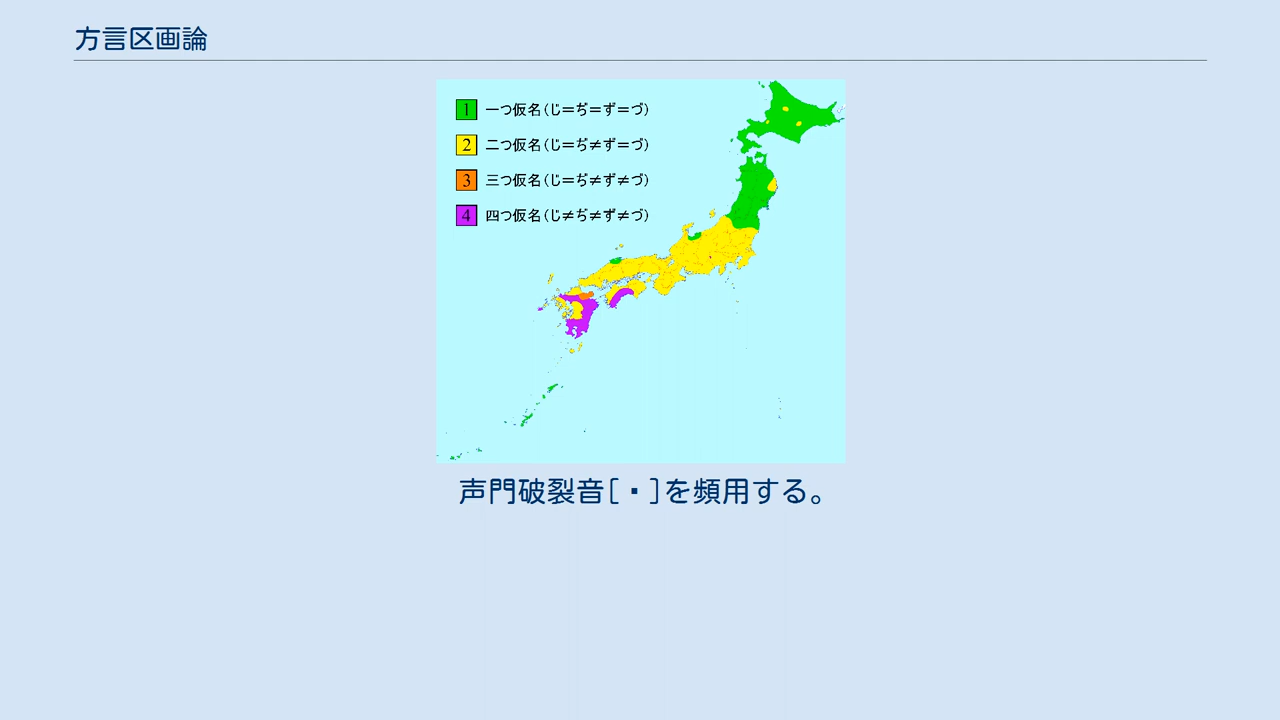 方言区画論
1 一つ仮名(じ=ぢ=ず=づ)
2 二つ仮名(じ=ぢ≠ず=づ)
3 三つ仮名(じ=ぢ≠ず≠づ)
4 四つ仮名(じ≠ぢ≠ず≠づ)
声門破裂音[▪]を頻用する。